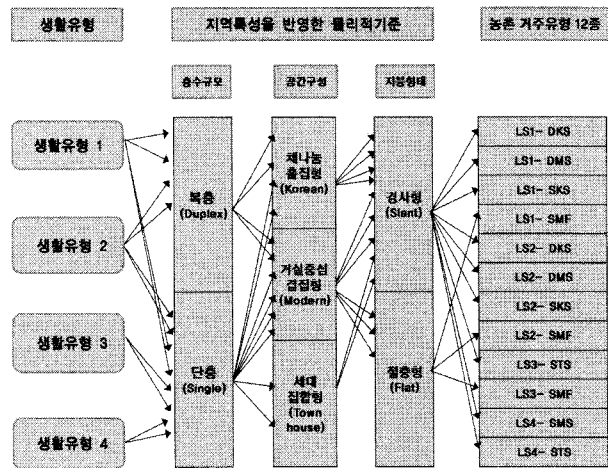 생활유형
지역특성을 반영한 물리적기준
농촌 거주유형 12종
층수규모
공간구성
지붕형태
생활유형 1
생활유형 2
생활유형 3
생활유형 4
복층
(Duplex)
단층
(Single)
채나눔
홑집형
(Korean)
거실중심
겹집형
(Modern)
세대
집합형
(Town
house)
경사형
(Slant)
평층형
(Flat)
LS1- DKS
LS1- DMS
LS1- SKS
LS1- SMF
LS2- DKS
LS2- DMS
LS2- SKS
LS2- SMF
LS3- STS
LS3- SMF
LS4- SMS
LS4- STS